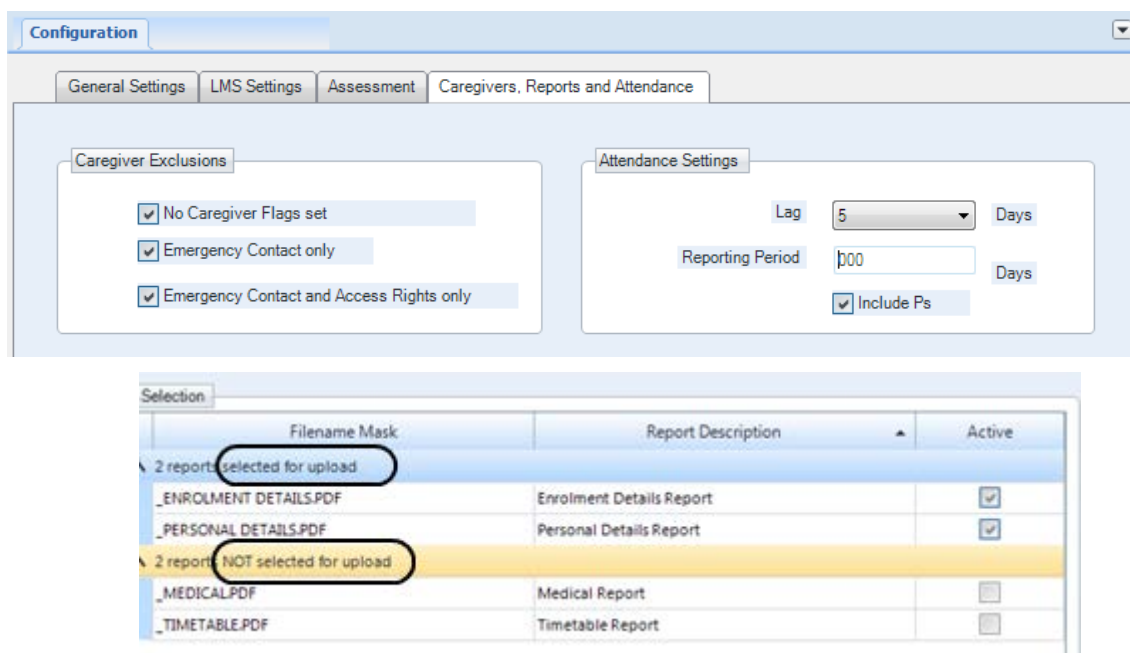 Configuration
General Settings LMS Settings Assessment Caregivers, Reports and Attendance
Caregiver Exclusions
No Caregiver Flags set
Emergency Contact only
Emergency Contact and Access Rights only
Attendance Settings
Lag 5 Days
Reporting Period 000 Days
Include Ps
Selection
Filename Mask Report Description Active
2 reports selected for upload
_ENROLMENT DETAILS.PDF Enrolment Details Report
_PERSONAL DETAILS.PDF Personal Details Report
2 reports NOT selected for upload
_MEDICAL.PDF Medical Report
_TIMETABLE.PDF Timetable Report